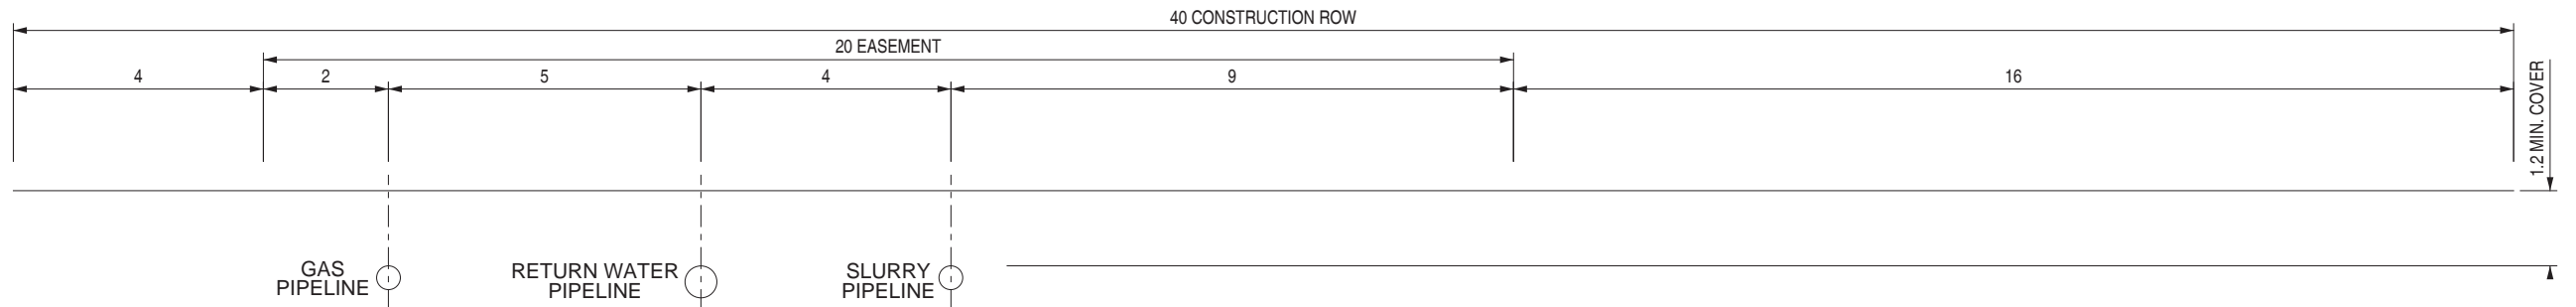 40 CONSTRUCTION ROW
20 EASEMENT
4
2
5
4
9
16
1.2 MIN. COVER
GAS
PIPELINE
RETURN WATER
PIPELINE
SLURRY
PIPELINE